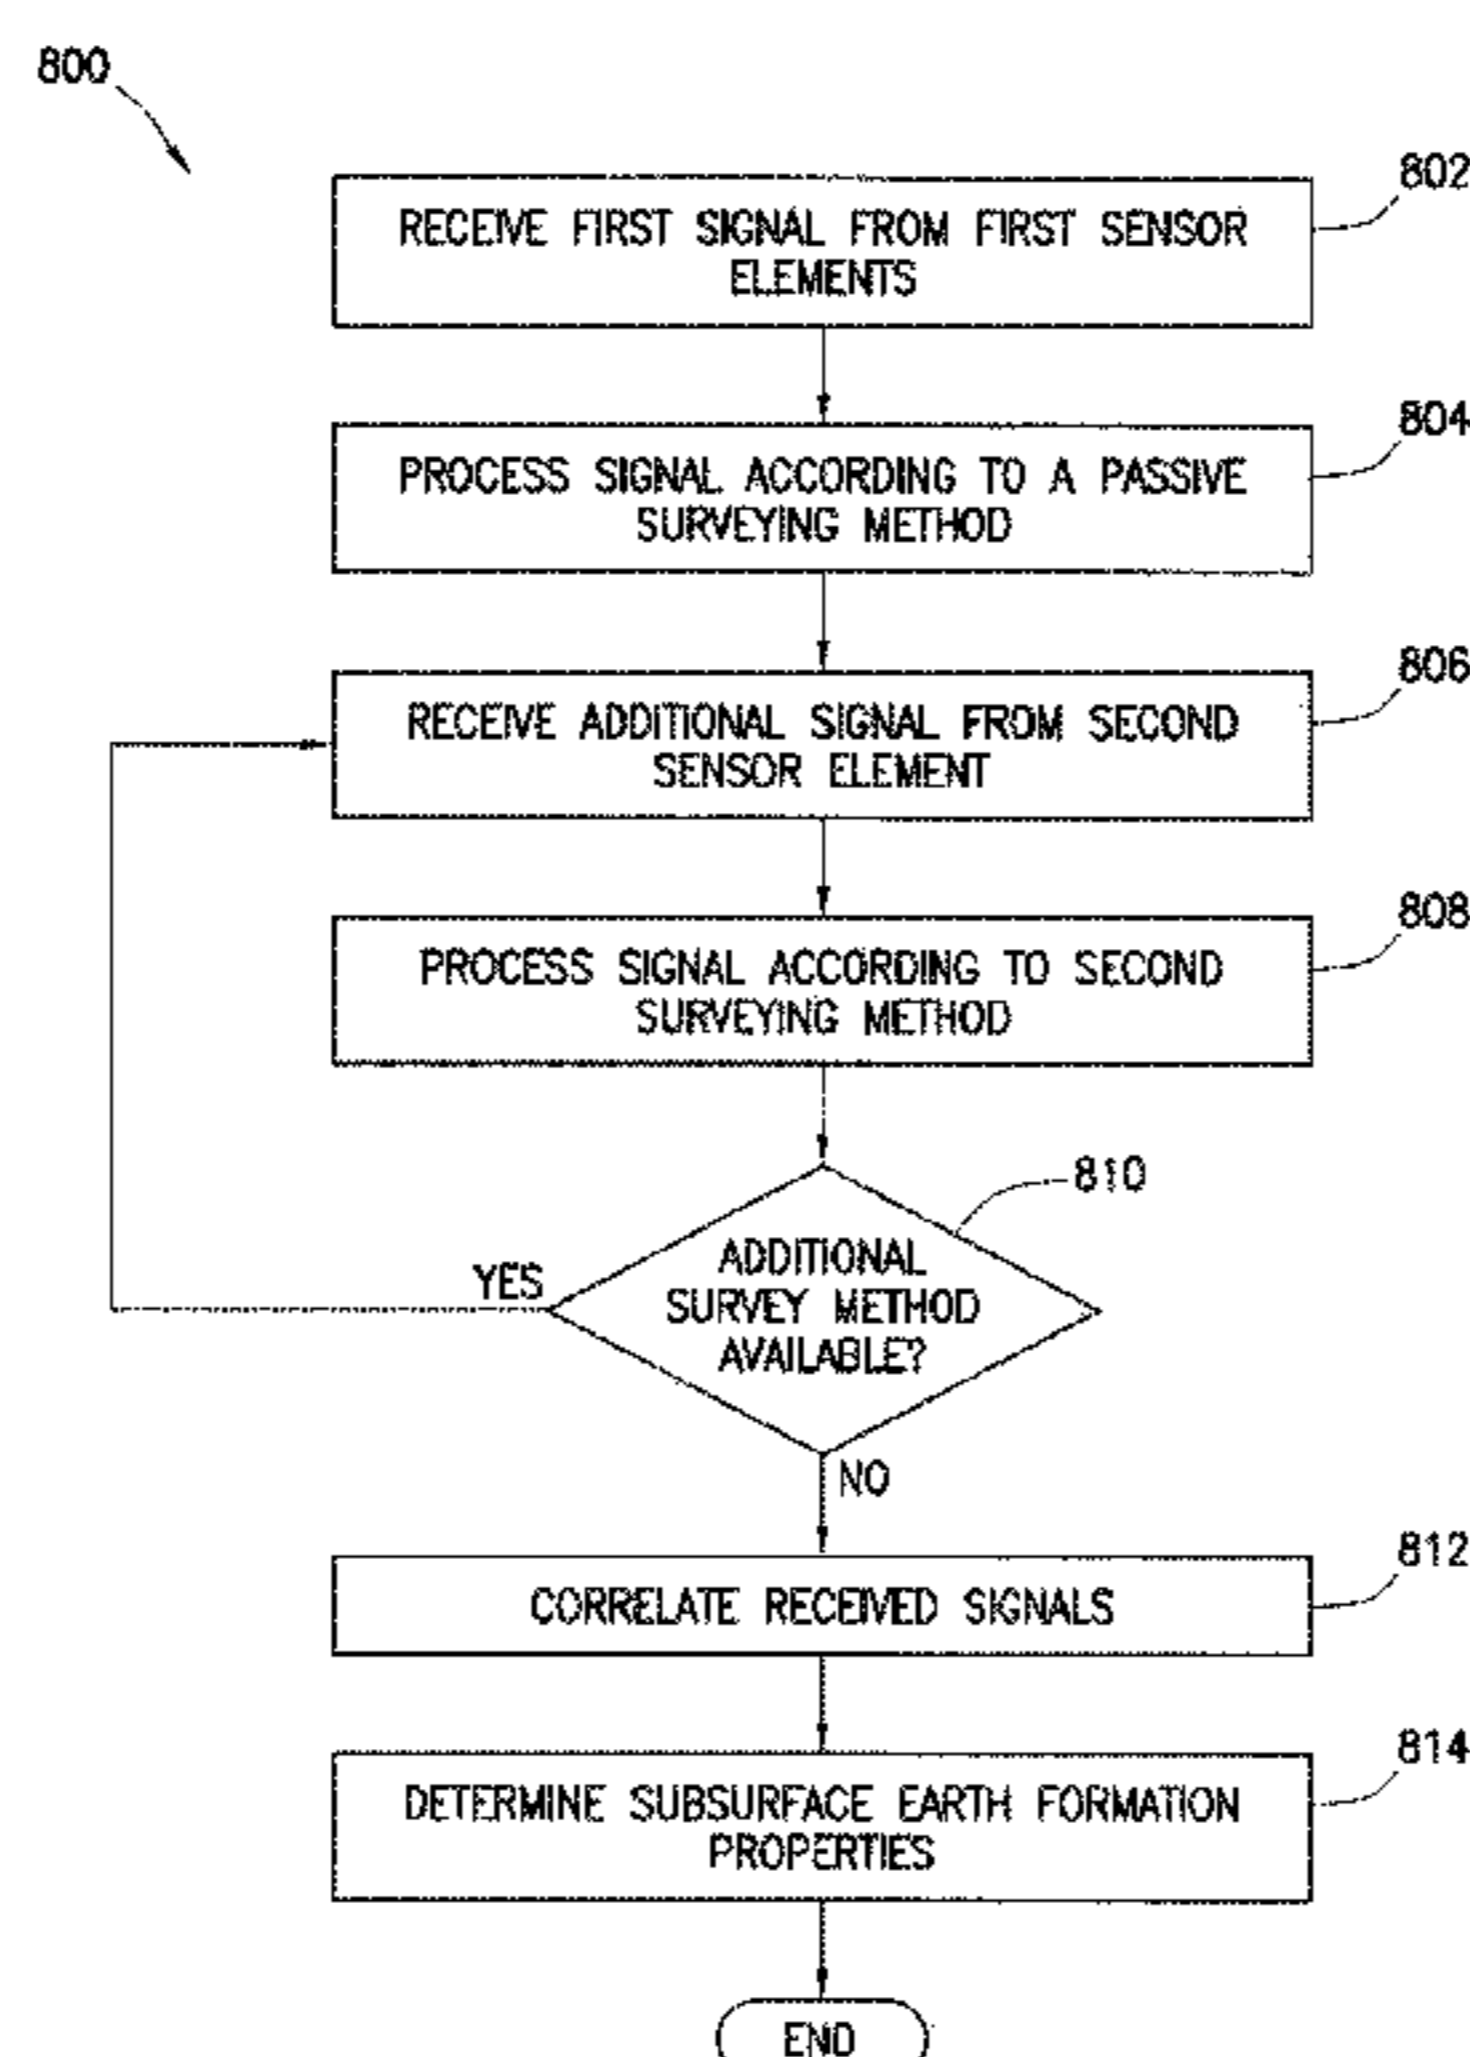 800
802
RECEIVE FIRST SIGNAL FROM FIRST SENSOR
ELEMENTS
804
PROCESS SIGNAL ACCORDING TO A PASSIVE
SURVEYING METHOD
806
RECEIVE ADDITIONAL SIGNAL FROM SECOND
SENSOR ELEMENT
808
PROCESS SIGNAL ACCORDING TO SECOND
SURVEYING METHOD
810
ADDITIONAL
SURVEY METHOD
AVAILABLE?
YES
NO
812
CORRELATE RECEIVED SIGNALS
814
DETERMINE SUBSURFACE EARTH FORMATION
PROPERTIES
END